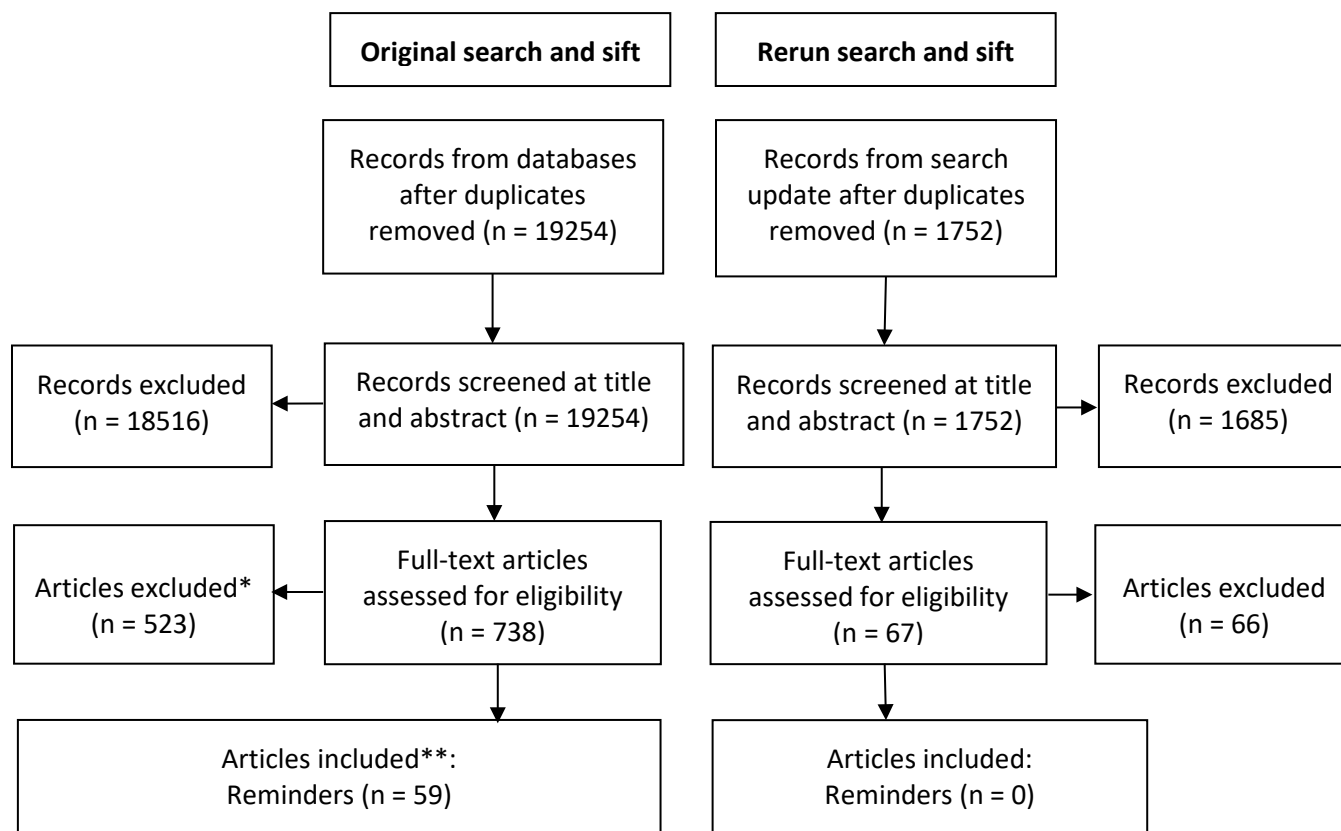 Original search and sift
Rerun search and sift
Records from databases
after duplicates
removed (n = 19254)
Records from search
update after duplicates
removed (n = 1752)
Records excluded
(n = 18516)
Records screened at title
and abstract (n = 19254)
Records screened at title
and abstract (n = 1752)
Records excluded
(n = 1685)
Articles excluded*
(n = 523)
Full-text articles
assessed for eligibility
(n = 738)
Full-text articles
assessed for eligibility
(n = 67)
Articles excluded
(n = 66)
Articles included**:
Reminders (n = 59)
Articles included:
Reminders (n = 0)